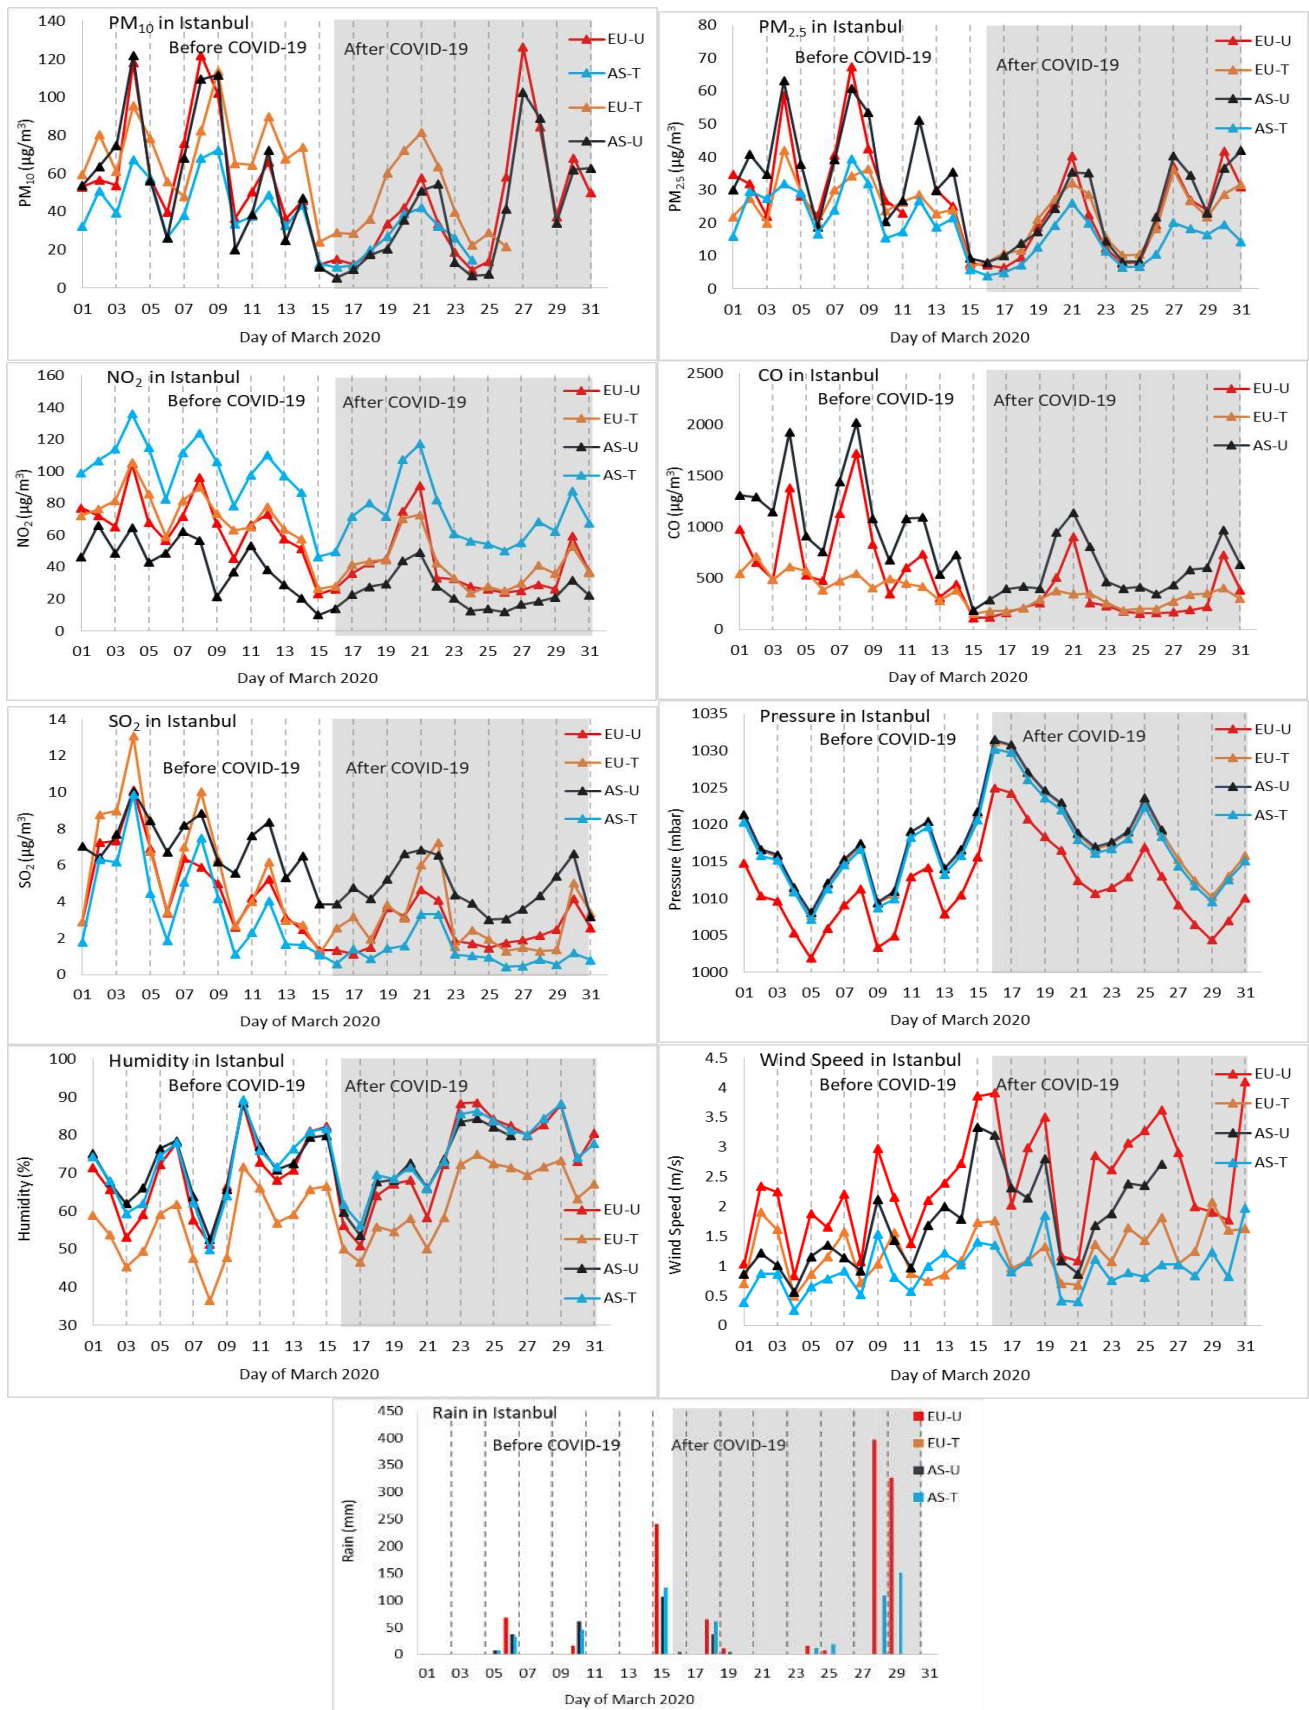 PM₁₀ in Istanbul
Before COVID-19
After COVID-19
EU-U
AS-T
EU-T
AS-U
PM₁₀ (µg/m³)
140
120
100
80
60
40
20
0
01 03 05 07 09 11 13 15 17 19 21 23 25 27 29 31
Day of March 2020
PM₂.₅ in Istanbul
Before COVID-19
After COVID-19
EU-U
EU-T
AS-U
AS-T
PM₂.₅ (µg/m³)
80
70
60
50
40
30
20
10
0
01 03 05 07 09 11 13 15 17 19 21 23 25 27 29 31
Day of March 2020
NO₂ in Istanbul
Before COVID-19
After COVID-19
EU-U
EU-T
AS-U
AS-T
NO₂ (µg/m³)
160
140
120
100
80
60
40
20
0
01 03 05 07 09 11 13 15 17 19 21 23 25 27 29 31
Day of March 2020
CO in Istanbul
Before COVID-19
After COVID-19
EU-U
EU-T
AS-U
CO (µg/m³)
2500
2000
1500
1000
500
0
01 03 05 07 09 11 13 15 17 19 21 23 25 27 29 31
Day of March 2020
SO₂ in Istanbul
Before COVID-19
After COVID-19
EU-U
EU-T
AS-U
AS-T
SO₂ (µg/m³)
14
12
10
8
6
4
2
0
01 03 05 07 09 11 13 15 17 19 21 23 25 27 29 31
Day of March 2020
Pressure in Istanbul
Before COVID-19
After COVID-19
EU-U
EU-T
AS-U
AS-T
Pressure (mbar)
1035
1030
1025
1020
1015
1010
1005
1000
01 03 05 07 09 11 13 15 17 19 21 23 25 27 29 31
Day of March 2020
Humidity in Istanbul
Before COVID-19
After COVID-19
EU-U
EU-T
AS-U
AS-T
Humidity (%)
100
90
80
70
60
50
40
30
01 03 05 07 09 11 13 15 17 19 21 23 25 27 29 31
Day of March 2020
Wind Speed in Istanbul
Before COVID-19
After COVID-19
EU-U
EU-T
AS-U
AS-T
Wind Speed (m/s)
4.5
4
3.5
3
2.5
2
1.5
1
0.5
0
01 03 05 07 09 11 13 15 17 19 21 23 25 27 29 31
Day of March 2020
Rain in Istanbul
Before COVID-19
After COVID-19
EU-U
EU-T
AS-U
AS-T
Rain (mm)
450
400
350
300
250
200
150
100
50
0
01 03 05 07 09 11 13 15 17 19 21 23 25 27 29 31
Day of March 2020